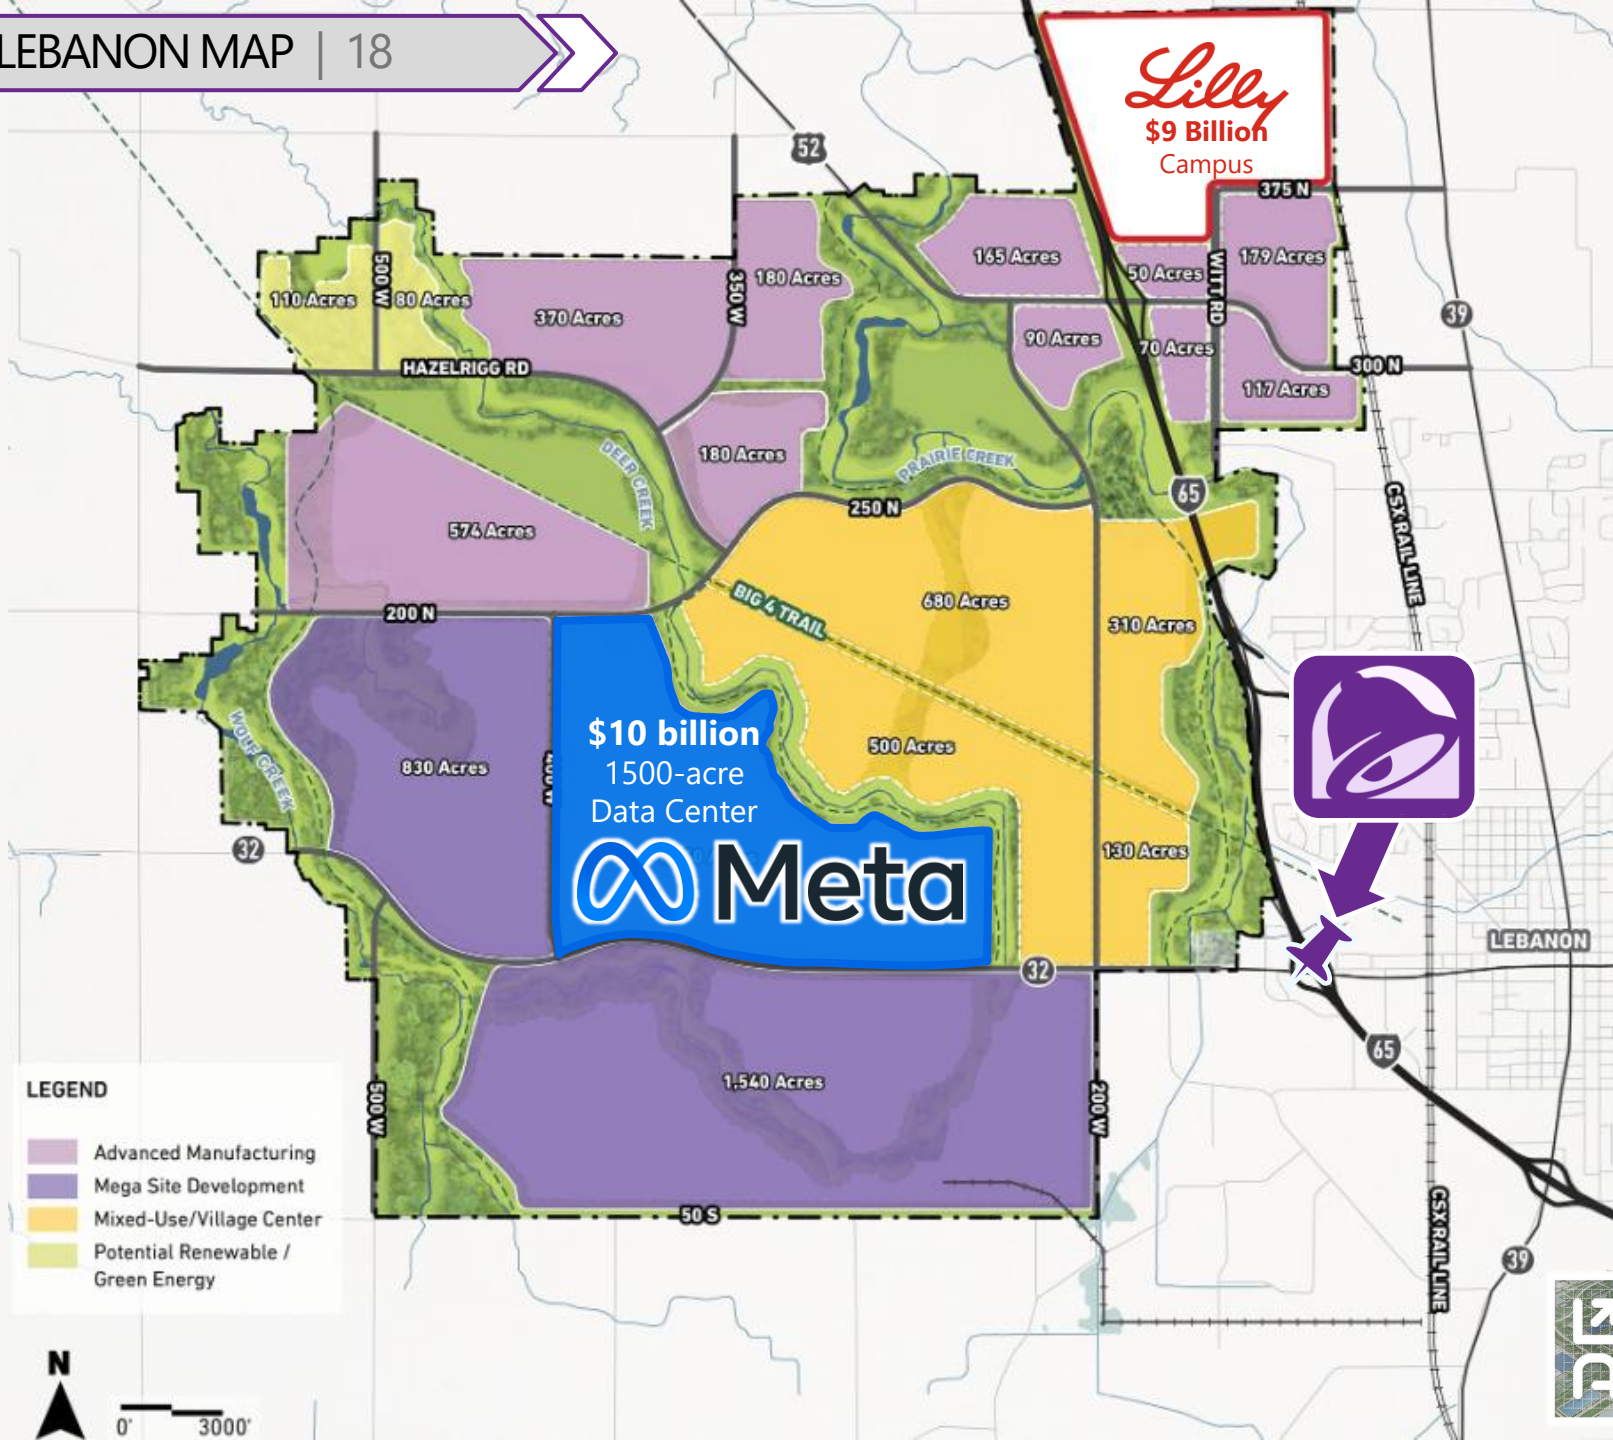 LEBANON MAP | 18
Lilly
$9 Billion
Campus
52
375 N
165 Acres
179 Acres
50 Acres
WITT RD
180 Acres
350 W
500 W
110 Acres
80 Acres
370 Acres
39
90 Acres
70 Acres
300 N
HAZELRIGG RD
117 Acres
180 Acres
DEER CREEK
PRAIRIE CREEK
65
250 N
574 Acres
CSX RAIL LINE
BIG 4 TRAIL
680 Acres
310 Acres
200 N
$10 billion
1500-acre
Data Center
Meta
500 Acres
830 Acres
WOLF CREEK
32
130 Acres
LEBANON
32
65
1,540 Acres
500 W
200 W
50 S
CSX RAIL LINE
39
LEGEND
Advanced Manufacturing
Mega Site Development
Mixed-Use/Village Center
Potential Renewable /
Green Energy
N
0' 3000'